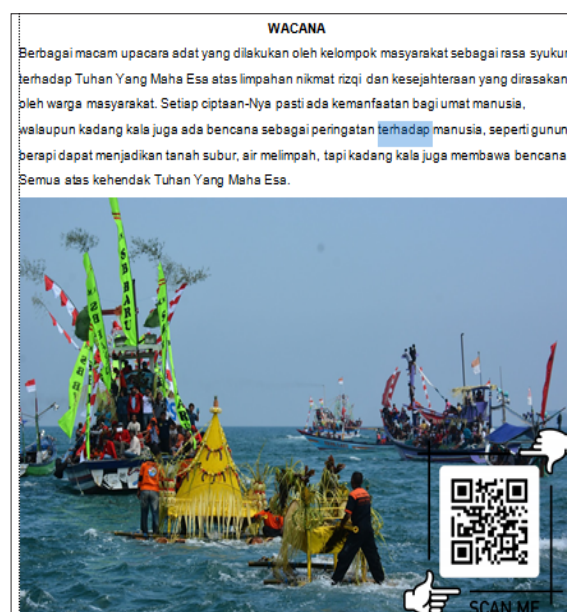 WACANA
Berbagai macam upacara adat yang dilakukan oleh kelompok masyarakat sebagai rasa syukur
terhadap Tuhan Yang Maha Esa atas limpahan nikmat rizqi dan kesejahteraan yang dirasakan
oleh warga masyarakat. Setiap ciptaan-Nya pasti ada kemanfaatan bagi umat manusia,
walaupun kadang kala juga ada bencana sebagai peringatan terhadap manusia, seperti gunun
berapi dapat menjadikan tanah subur, air melimpah, tapi kadang kala juga membawa bencana
Semua atas kehendak Tuhan Yang Maha Esa.
SCAN ME